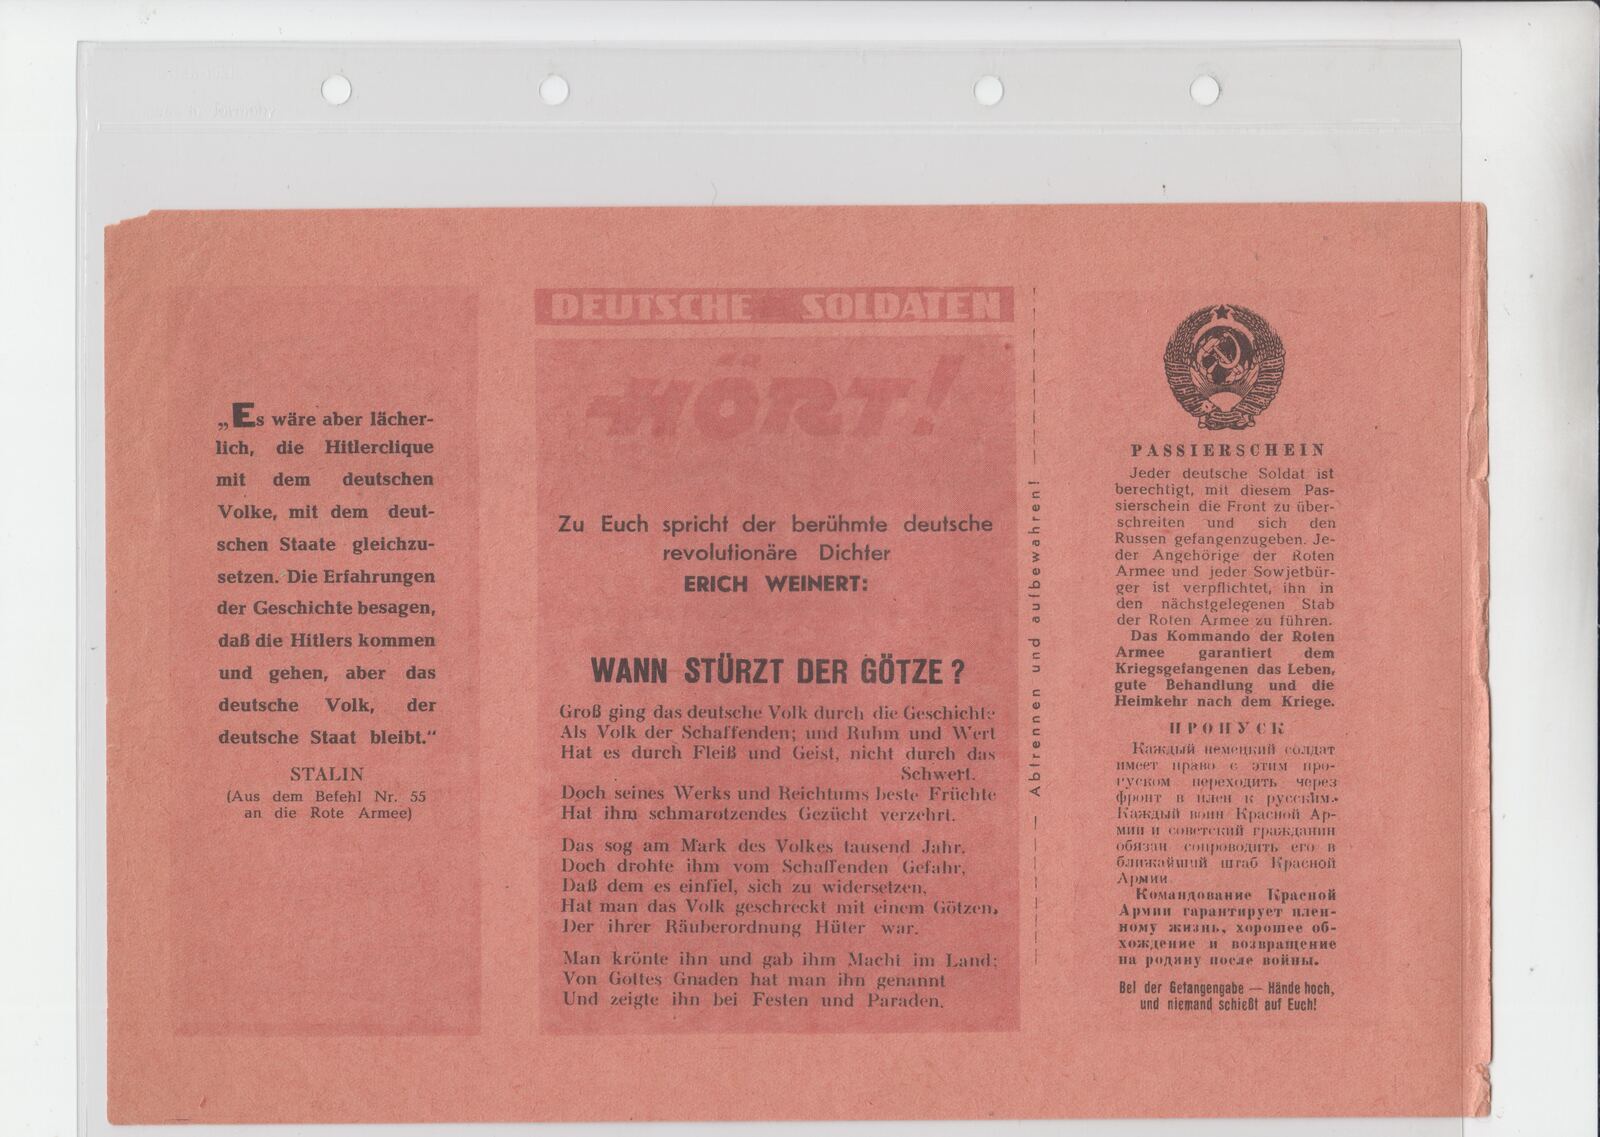 „Es wäre aber lächer-
lich, die Hitlerclique
mit dem deutschen
Volke, mit dem deut-
schen Staate gleichzu-
setzen. Die Erfahrungen
der Geschichte besagen,
daß die Hitlers kommen
und gehen, aber das
deutsche Volk, der
deutsche Staat bleibt.“
STALIN
(Aus dem Befehl Nr. 55
an die Rote Armee)
DEUTSCHE SOLDATEN
HÖRT!
Zu Euch spricht der berühmte deutsche
revolutionäre Dichter
ERICH WEINERT:
WANN STÜRZT DER GÖTZE?
Groß ging das deutsche Volk durch die Geschichte
Als Volk der Schaffenden; und Ruhm und Wert
Hat es durch Fleiß und Geist, nicht durch das
Schwert.
Doch seines Werks und Reichtums beste Früchte
Hat ihm schmarotzendes Gezücht verzehrt.
Das sog am Mark des Volkes tausend Jahr.
Doch drohte ihm vom Schaffenden Gefahr,
Daß dem es einfiel, sich zu widersetzen,
Hat man das Volk geschreckt mit einem Götzen,
Der ihrer Räuberordnung Hüter war.
Man krönte ihn und gab ihm Macht im Land;
Von Gottes Gnaden hat man ihn genannt
Und zeigte ihn bei Festen und Paraden.
Abtrennen und aufbewahren!
PASSIERSCHEIN
Jeder deutsche Soldat ist
berechtigt, mit diesem Pas-
sierschein die Front zu über-
schreiten und sich den
Russen gefangenzugeben. Je-
der Angehörige der Roten
Armee und jeder Sowjetbür-
ger ist verpflichtet, ihn in
den nächstgelegenen Stab
der Roten Armee zu führen.
Das Kommando der Roten
Armee garantiert dem
Kriegsgefangenen das Leben,
gute Behandlung und die
Heimkehr nach dem Kriege.
ПРОПУСК
Каждый немецкий солдат
имеет право с этим про-
пуском переходить через
фронт в плен к русским.
Каждый воин Красной Ар-
мии и советский гражданин
обязан сопроводить его в
ближайший штаб Красной
Армии.
Командование Красной
Армии гарантирует плен-
ному жизнь, хорошее об-
хождение и возвращение
на родину после войны.
Bei der Gefangengabe — Hände hoch,
und niemand schießt auf Euch!